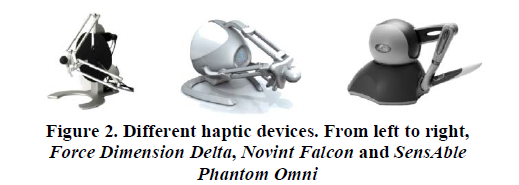 Figure 2. Different haptic devices. From left to right,
Force Dimension Delta, Novint Falcon and SensAble
Phantom Omni